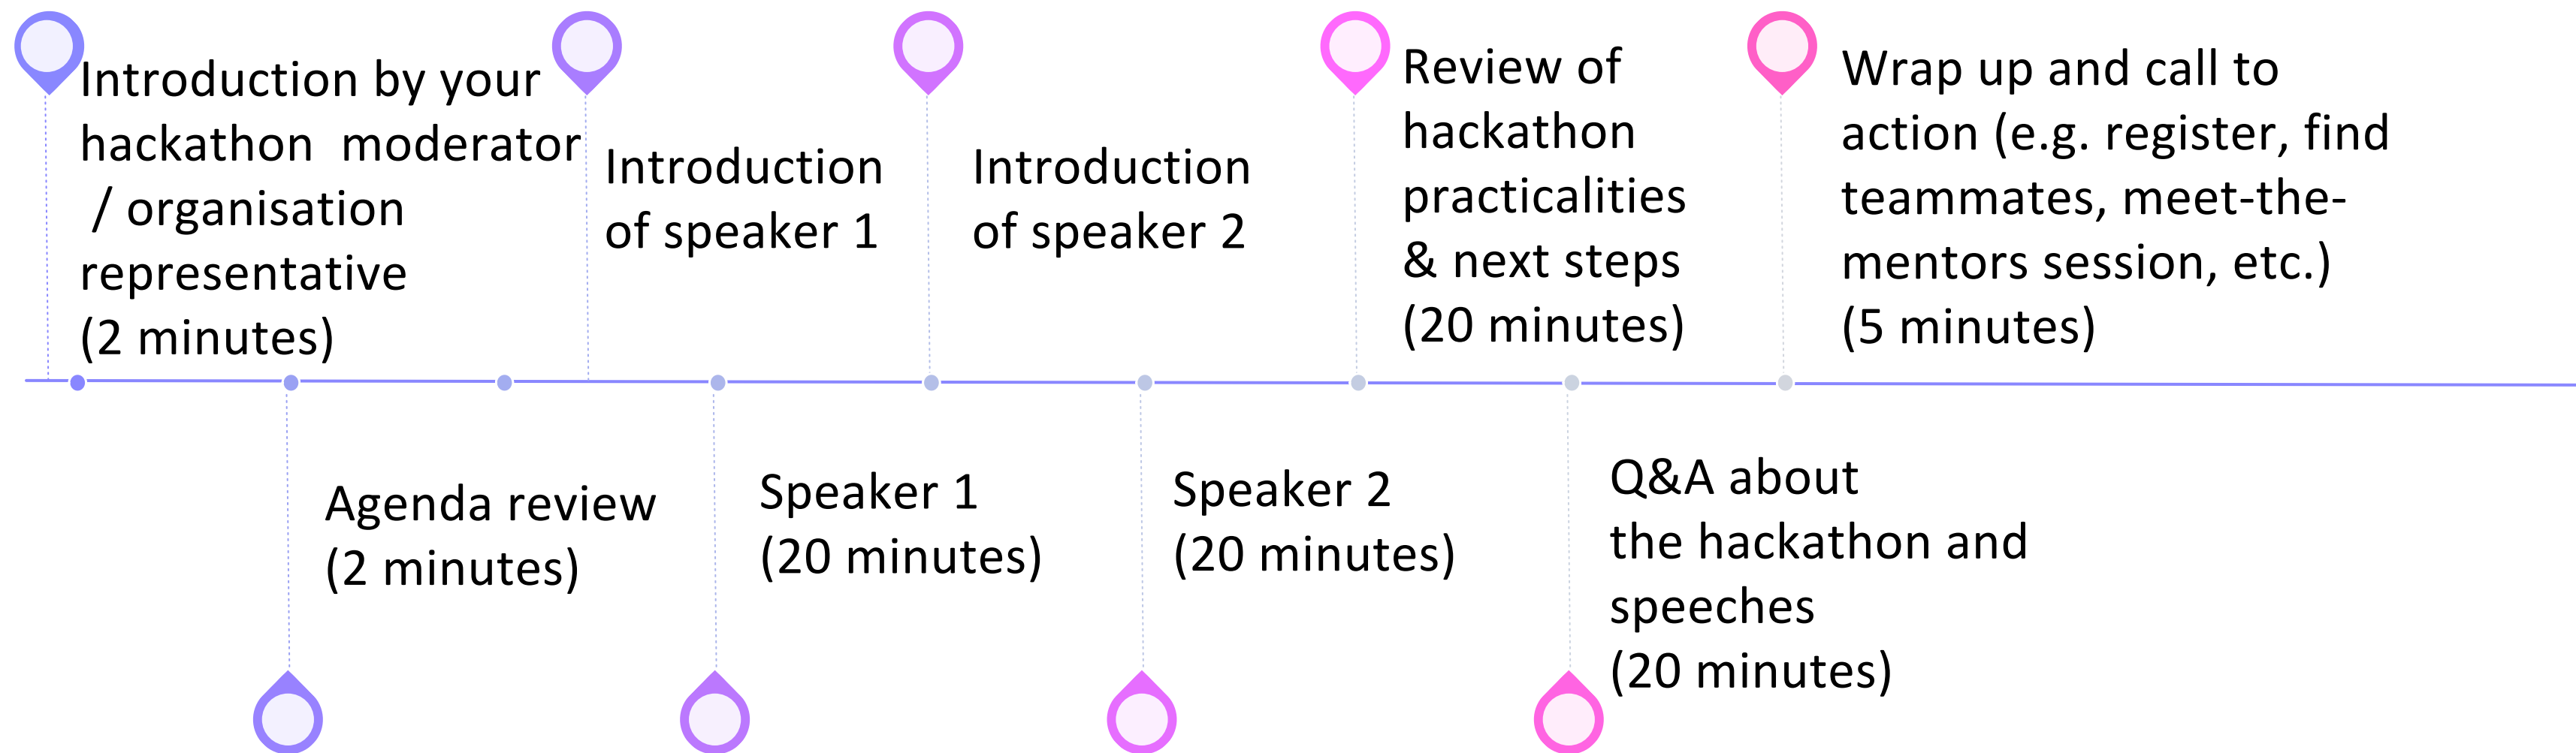 Introduction by your
hackathon  moderator
/ organisation
representative
(2 minutes)
Agenda review
(2 minutes)
Introduction
of speaker 1
Speaker 1
(20 minutes)
Introduction
of speaker 2
Speaker 2
(20 minutes)
Review of
hackathon
practicalities
& next steps
(20 minutes)
Q&A about
the hackathon and
speeches
(20 minutes)
Wrap up and call to
action (e.g. register, find
teammates, meet-the-
mentors session, etc.)
(5 minutes)